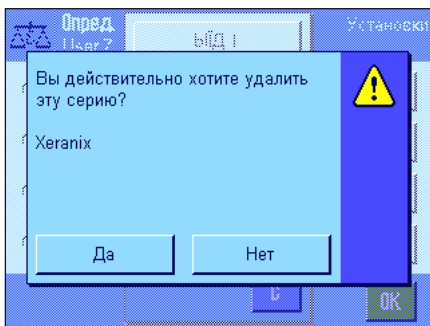 Опред.
User 7
Установки
Вы действительно хотите удалить
эту серию?
Xeranix
Да
Нет
C
OK